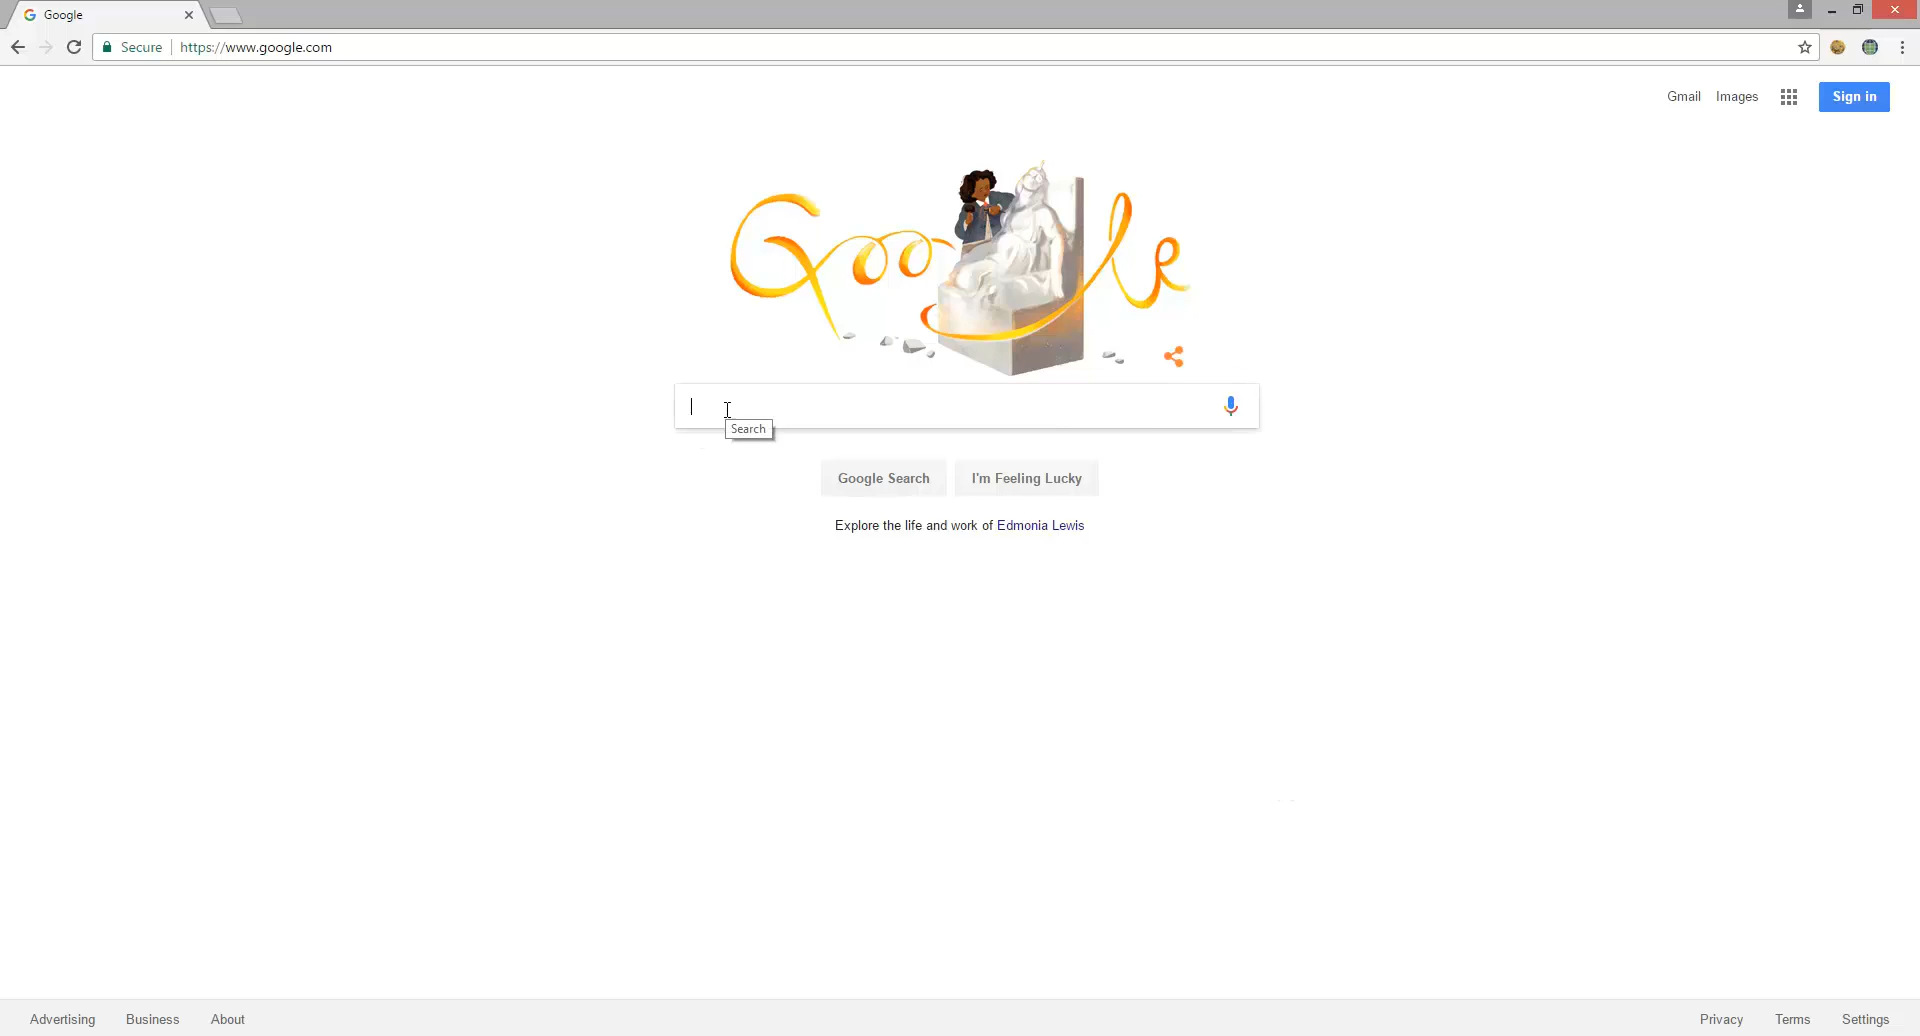 Google
Secure https://www.google.com
Gmail Images Sign in
Google
Search
Google Search I'm Feeling Lucky
Explore the life and work of Edmonia Lewis
Advertising Business About Privacy Terms Settings